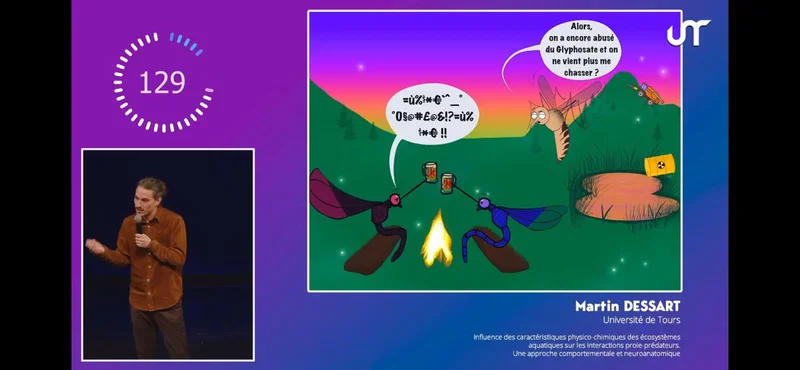 129
Alors,
on a encore abusé
du Glyphosate et on
ne vient plus me
chasser ?
UT
=ù%!*€°^¨_°
°0§@#£@&!?=ù%
!*€ !!
Martin DESSART
Université de Tours
Influence des caractéristiques physico-chimiques des écosystèmes
aquatiques sur les interactions proie-prédateurs.
Une approche comportementale et neuroanatomique